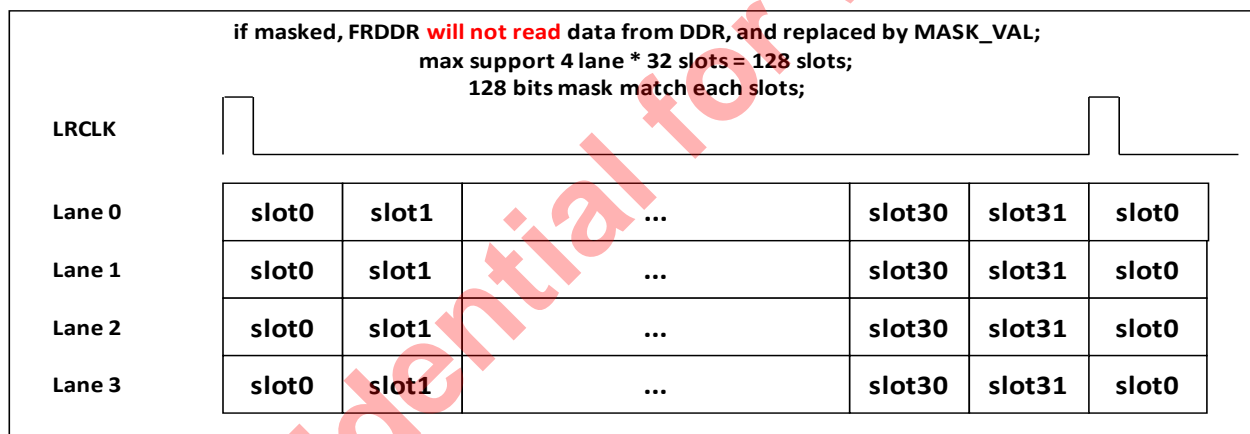 if masked, FRDDR will not read data from DDR, and replaced by MASK_VAL;
max support 4 lane * 32 slots = 128 slots;
128 bits mask match each slots;
LRCLK
Lane 0 slot0 slot1 ... slot30 slot31 slot0
Lane 1 slot0 slot1 ... slot30 slot31 slot0
Lane 2 slot0 slot1 ... slot30 slot31 slot0
Lane 3 slot0 slot1 ... slot30 slot31 slot0